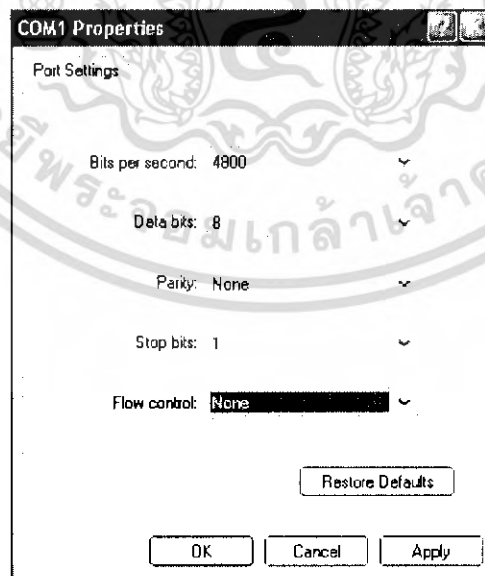 COM1 Properties
Port Settings
Bits per second: 4800
Data bits: 8
Parity: None
Stop bits: 1
Flow control: None
Restore Defaults
OK Cancel Apply